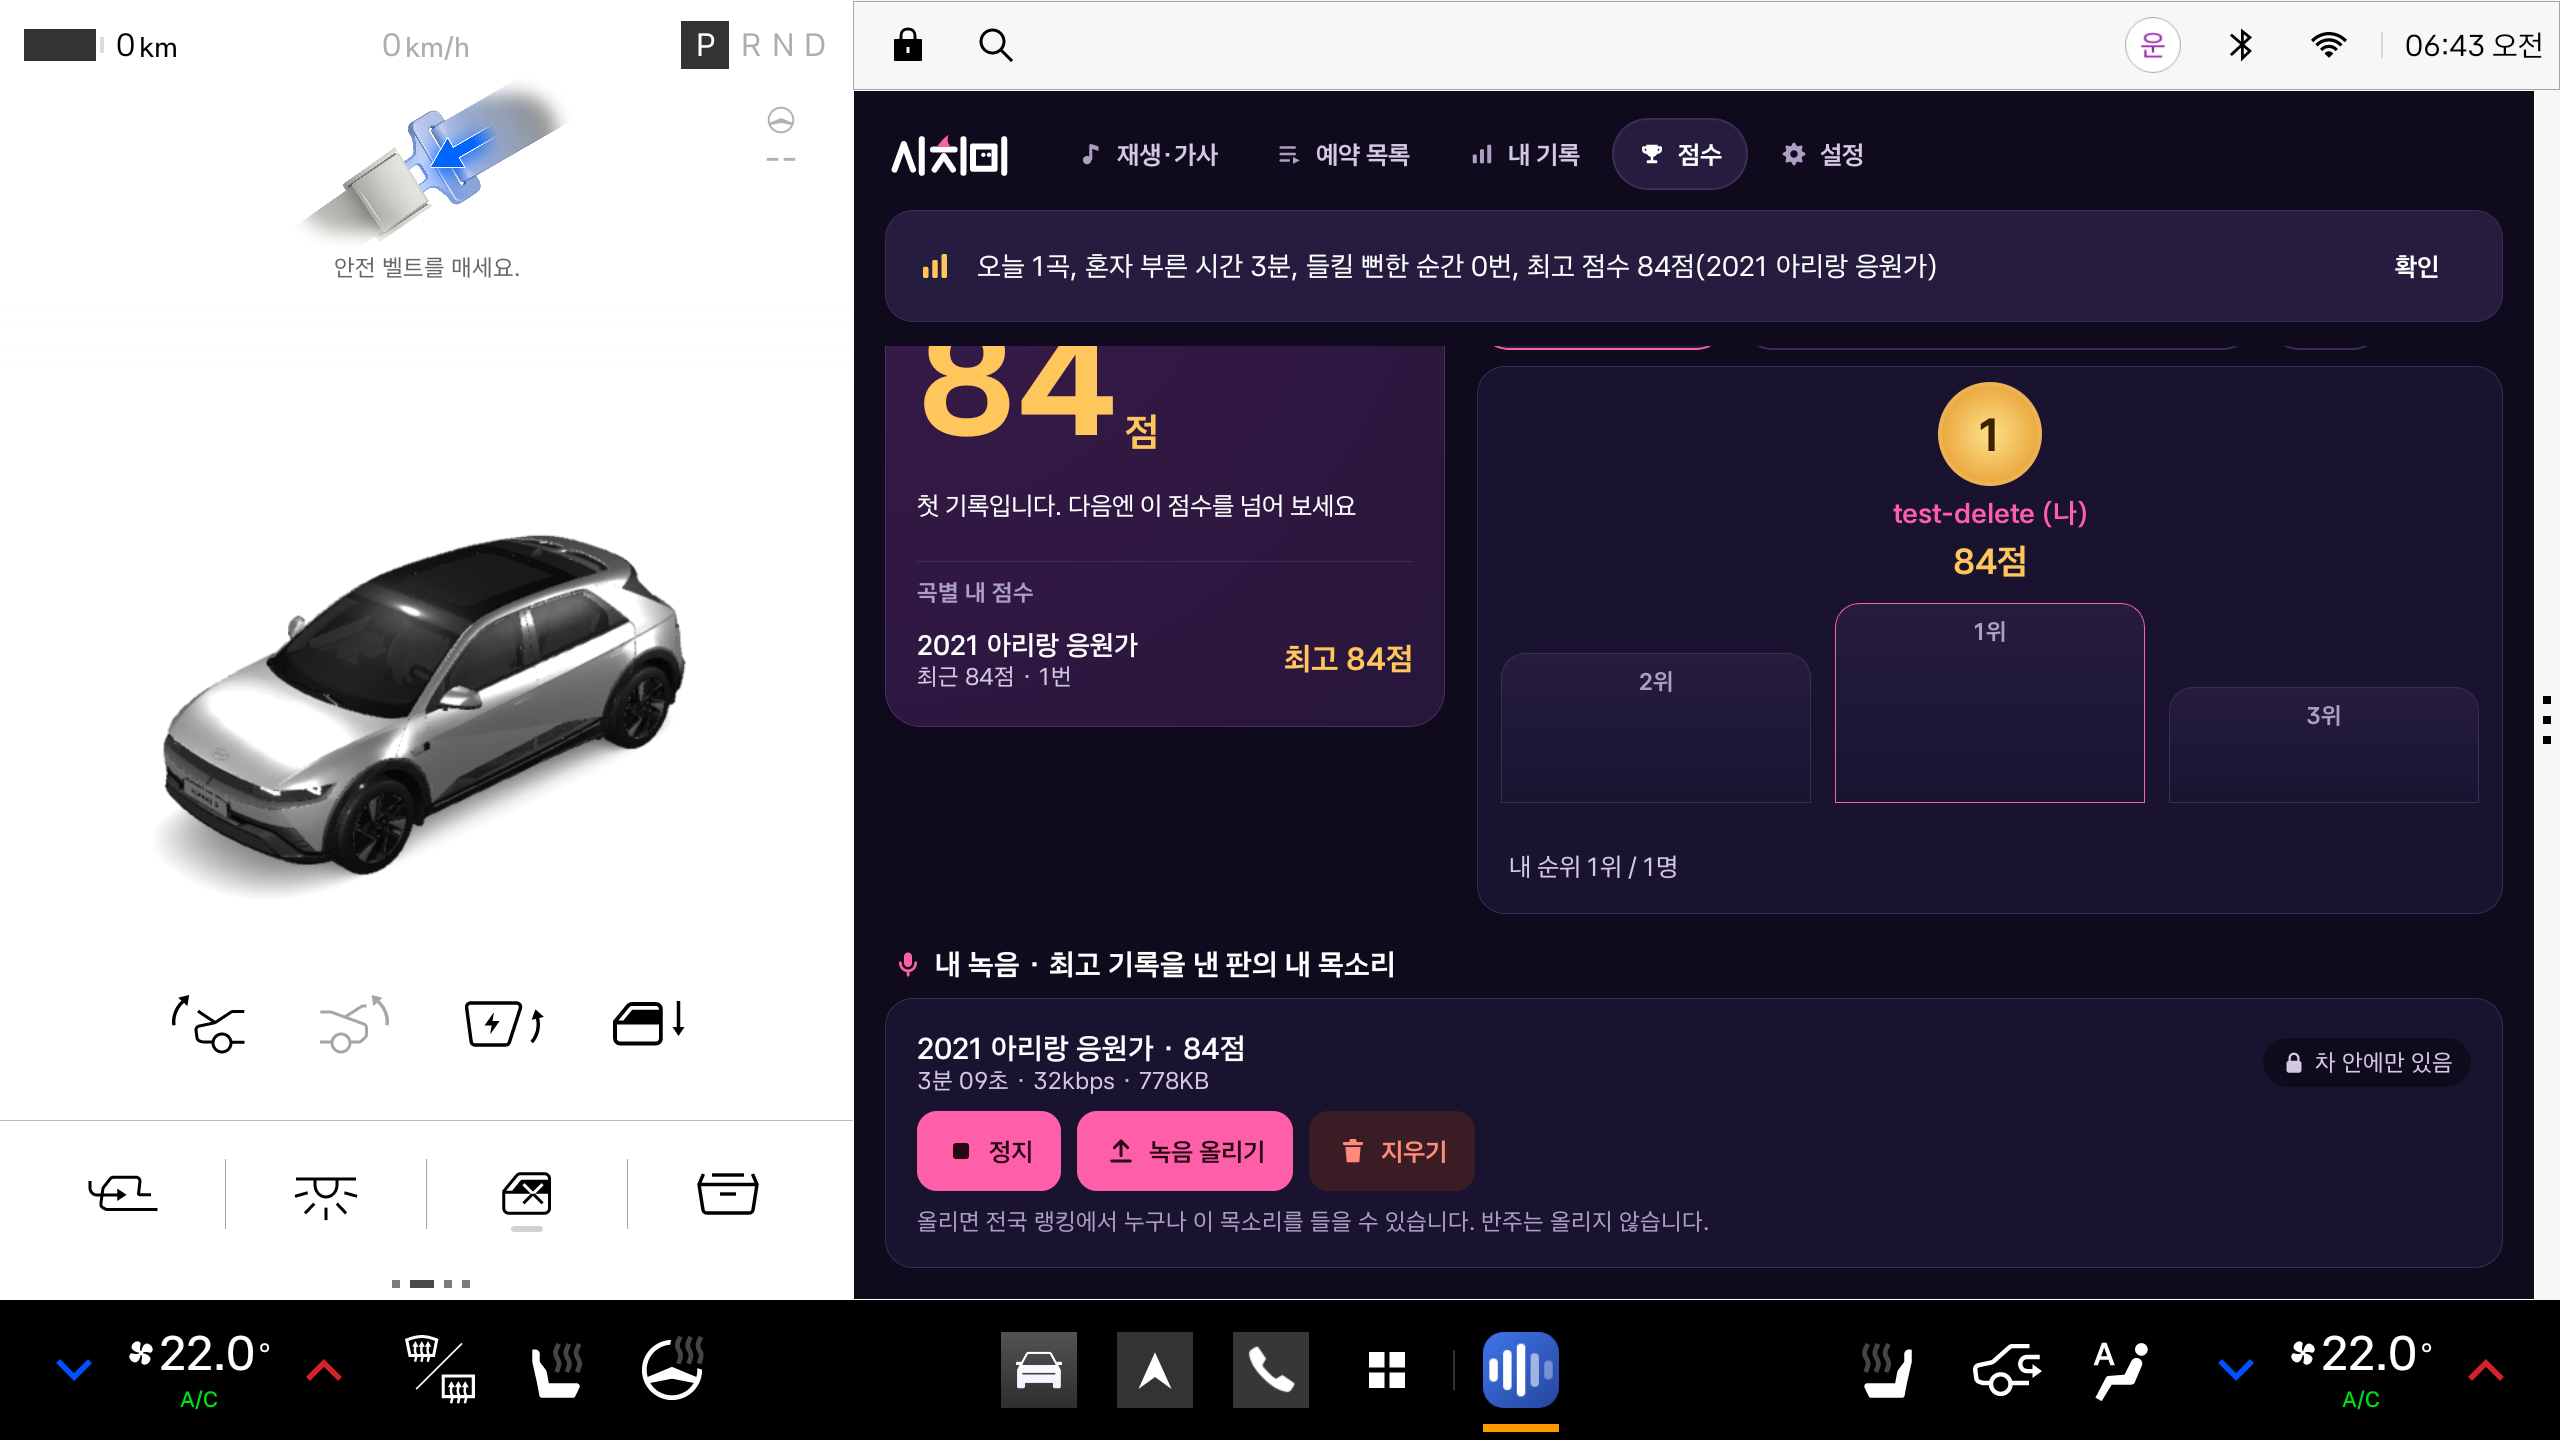 0 km
0 km/h
P R N D
안전 벨트를 매세요.
운
06:43 오전
시치미
재생·가사
예약 목록
내 기록
점수
설정
오늘 1곡, 혼자 부른 시간 3분, 들킬 뻔한 순간 0번, 최고 점수 84점(2021 아리랑 응원가)
확인
84 점
첫 기록입니다. 다음엔 이 점수를 넘어 보세요
곡별 내 점수
2021 아리랑 응원가
최근 84점 · 1번
최고 84점
1
test-delete (나)
84점
1위
2위
3위
내 순위 1위 / 1명
내 녹음 · 최고 기록을 낸 판의 내 목소리
2021 아리랑 응원가 · 84점
3분 09초 · 32kbps · 778KB
차 안에만 있음
정지
녹음 올리기
지우기
올리면 전국 랭킹에서 누구나 이 목소리를 들을 수 있습니다. 반주는 올리지 않습니다.
22.0°
A/C
A
22.0°
A/C